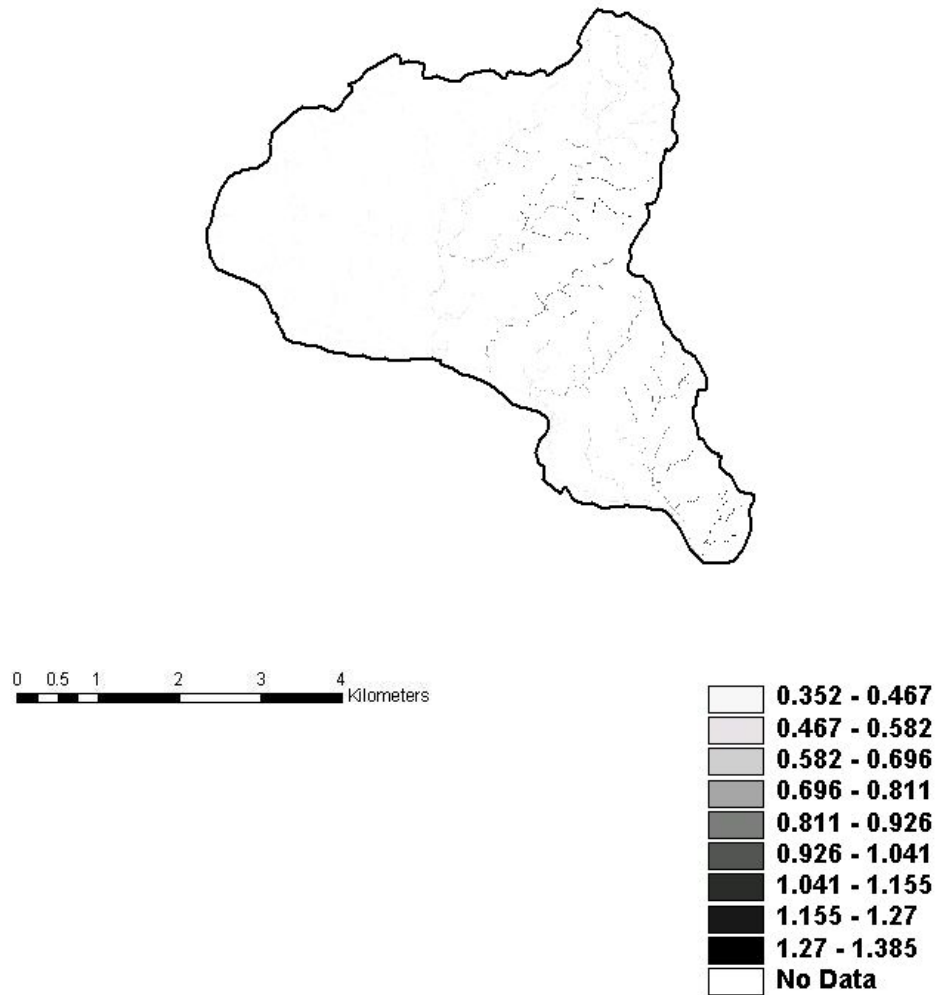 0 0.5 1 2 3 4
Kilometers
0.352 - 0.467
0.467 - 0.582
0.582 - 0.696
0.696 - 0.811
0.811 - 0.926
0.926 - 1.041
1.041 - 1.155
1.155 - 1.27
1.27 - 1.385
No Data